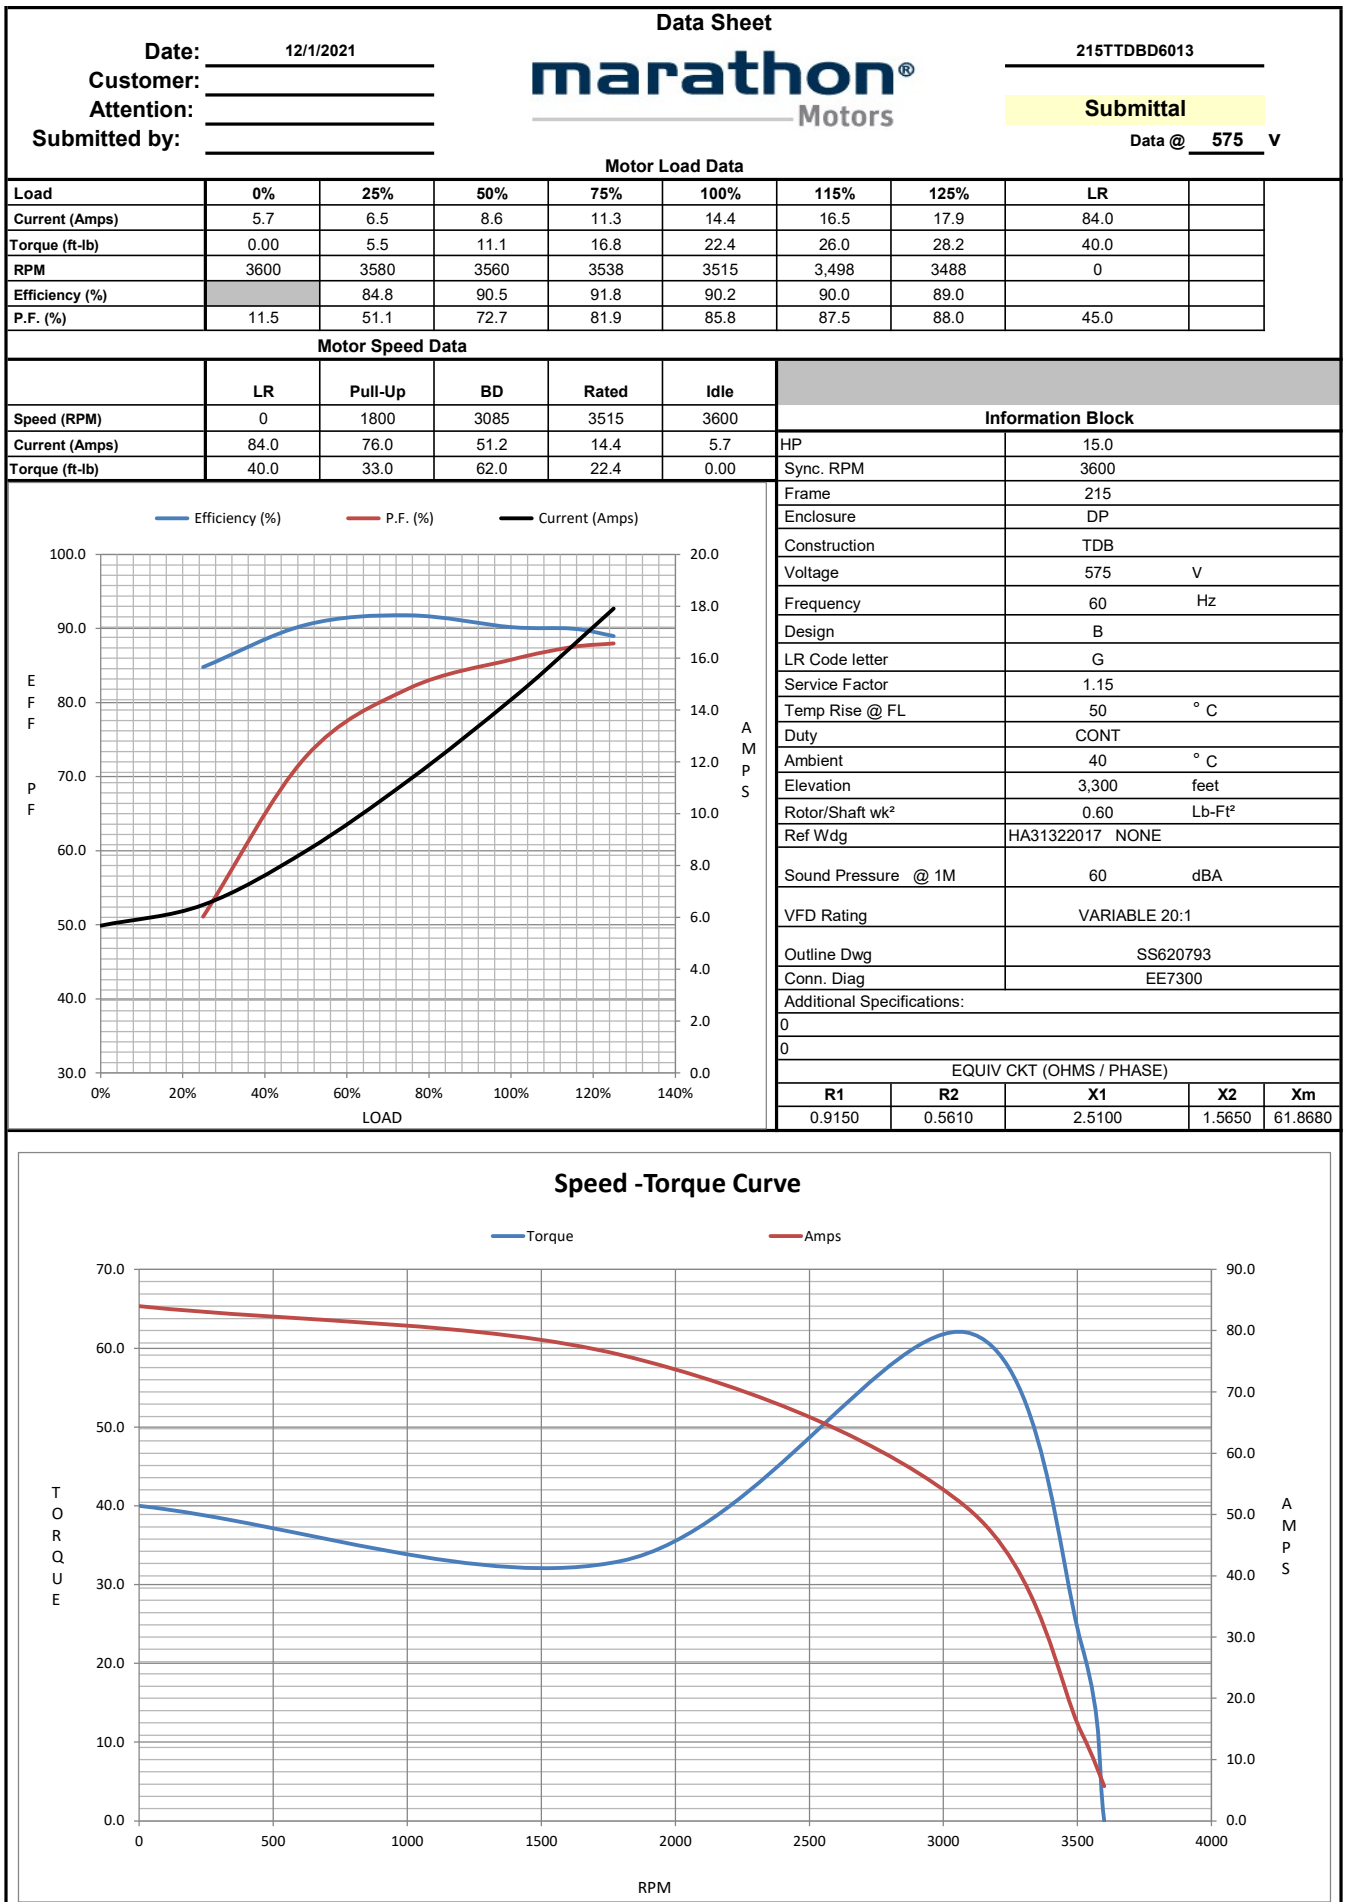 Data Sheet
Date: 12/1/2021
marathon®
Motors
215TTDBD6013
Customer:
Attention:
Submittal
Submitted by:
Data @ 575 V
Motor Load Data
Load 0% 25% 50% 75% 100% 115% 125% LR
Current (Amps) 5.7 6.5 8.6 11.3 14.4 16.5 17.9 84.0
Torque (ft-lb) 0.00 5.5 11.1 16.8 22.4 26.0 28.2 40.0
RPM 3600 3580 3560 3538 3515 3,498 3488 0
Efficiency (%) 84.8 90.5 91.8 90.2 90.0 89.0
P.F. (%) 11.5 51.1 72.7 81.9 85.8 87.5 88.0 45.0
Motor Speed Data
LR Pull-Up BD Rated Idle
Speed (RPM) 0 1800 3085 3515 3600
Current (Amps) 84.0 76.0 51.2 14.4 5.7
Torque (ft-lb) 40.0 33.0 62.0 22.4 0.00
Information Block
HP 15.0
Sync. RPM 3600
Frame 215
Enclosure DP
Construction TDB
Voltage 575 V
Frequency 60 Hz
Design B
LR Code letter G
Service Factor 1.15
Temp Rise @ FL 50 ° C
Duty CONT
Ambient 40 ° C
Elevation 3,300 feet
Rotor/Shaft wk² 0.60 Lb-Ft²
Ref Wdg HA31322017 NONE
Sound Pressure @ 1M 60 dBA
VFD Rating VARIABLE 20:1
Outline Dwg SS620793
Conn. Diag EE7300
Additional Specifications:
0
0
EQUIV CKT (OHMS / PHASE)
R1 R2 X1 X2 Xm
0.9150 0.5610 2.5100 1.5650 61.8680
Efficiency (%) P.F. (%) Current (Amps)
100.0
90.0
80.0
70.0
60.0
50.0
40.0
30.0
EFF PF
20.0
18.0
16.0
14.0
12.0
10.0
8.0
6.0
4.0
2.0
0.0
AMPS
0% 20% 40% 60% 80% 100% 120% 140%
LOAD
Speed -Torque Curve
Torque Amps
70.0
60.0
50.0
40.0
30.0
20.0
10.0
0.0
TORQUE
90.0
80.0
70.0
60.0
50.0
40.0
30.0
20.0
10.0
0.0
AMPS
0 500 1000 1500 2000 2500 3000 3500 4000
RPM